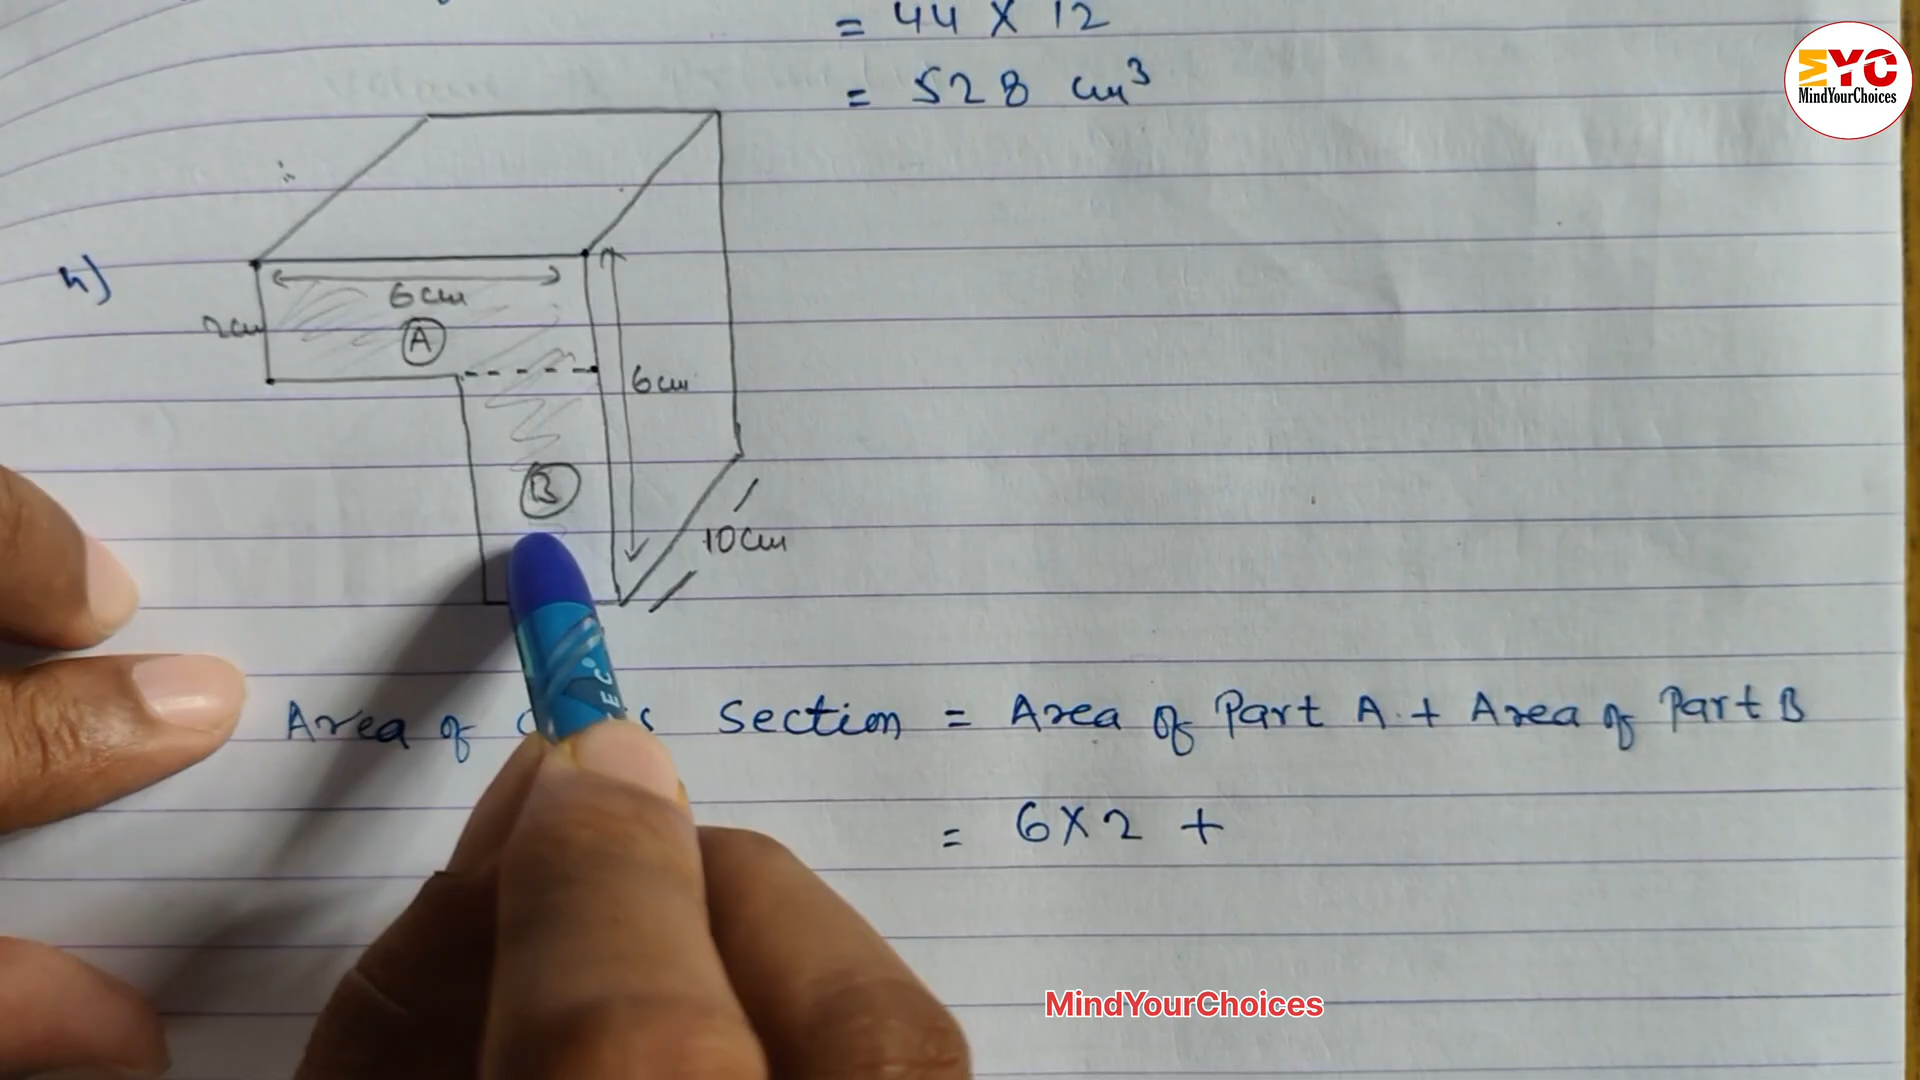 = 44 X 12
= 528 cm³
MYC
MindYourChoices
h)
6 cm
2cm
A
6 cm
B
10cm
Area of Section = Area of Part A + Area of Part B
= 6 X 2 +
MindYourChoices